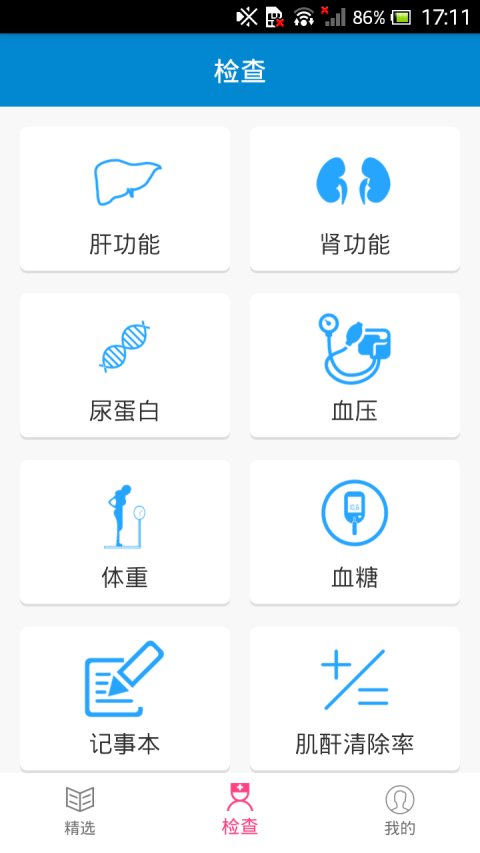 86% 17:11
检查
肝功能
肾功能
尿蛋白
血压
体重
血糖
记事本
肌酐清除率
精选
检查
我的